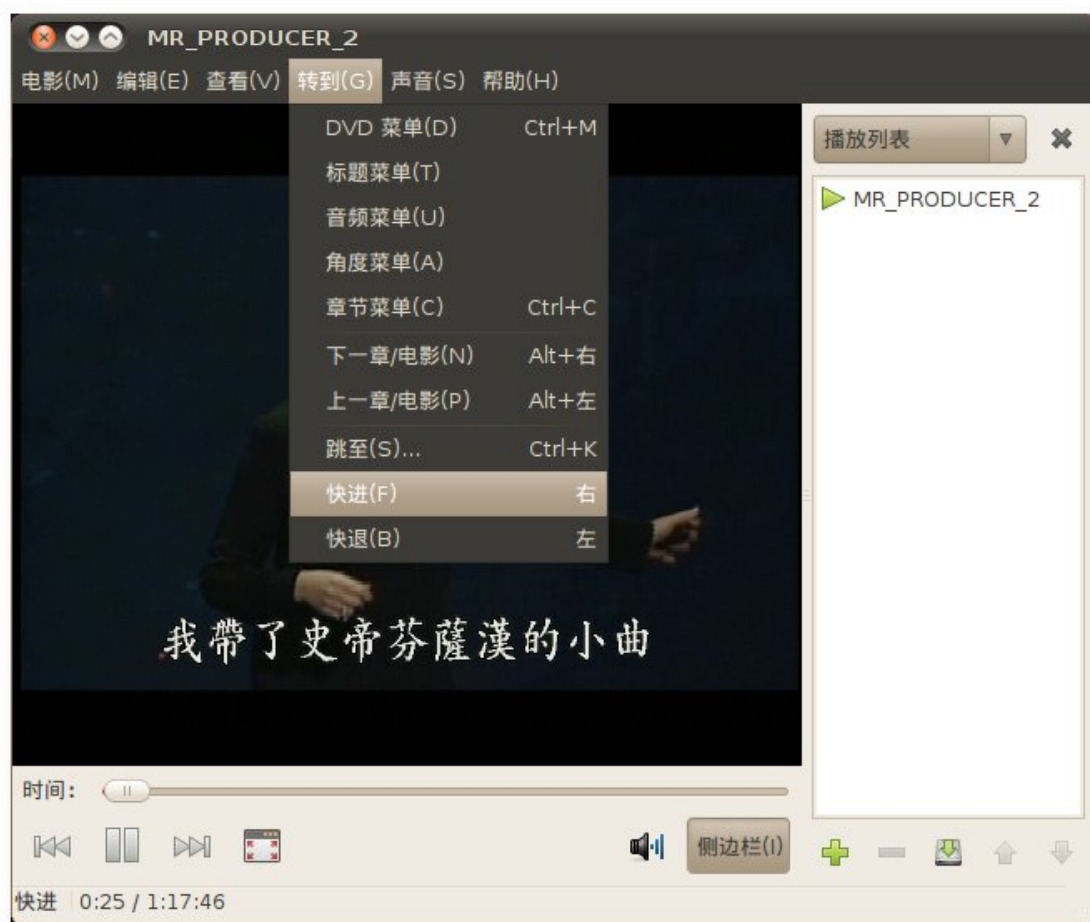 MR_PRODUCER_2
电影(M) 编辑(E) 查看(V) 转到(G) 声音(S) 帮助(H)
DVD 菜单(D) Ctrl+M
标题菜单(T)
音频菜单(U)
角度菜单(A)
章节菜单(C) Ctrl+C
下一章/电影(N) Alt+右
上一章/电影(P) Alt+左
跳至(S)... Ctrl+K
快进(F) 右
快退(B) 左
播放列表
MR_PRODUCER_2
我帶了史帝芬薩漢的小曲
时间:
侧边栏(I)
快进 0:25 / 1:17:46